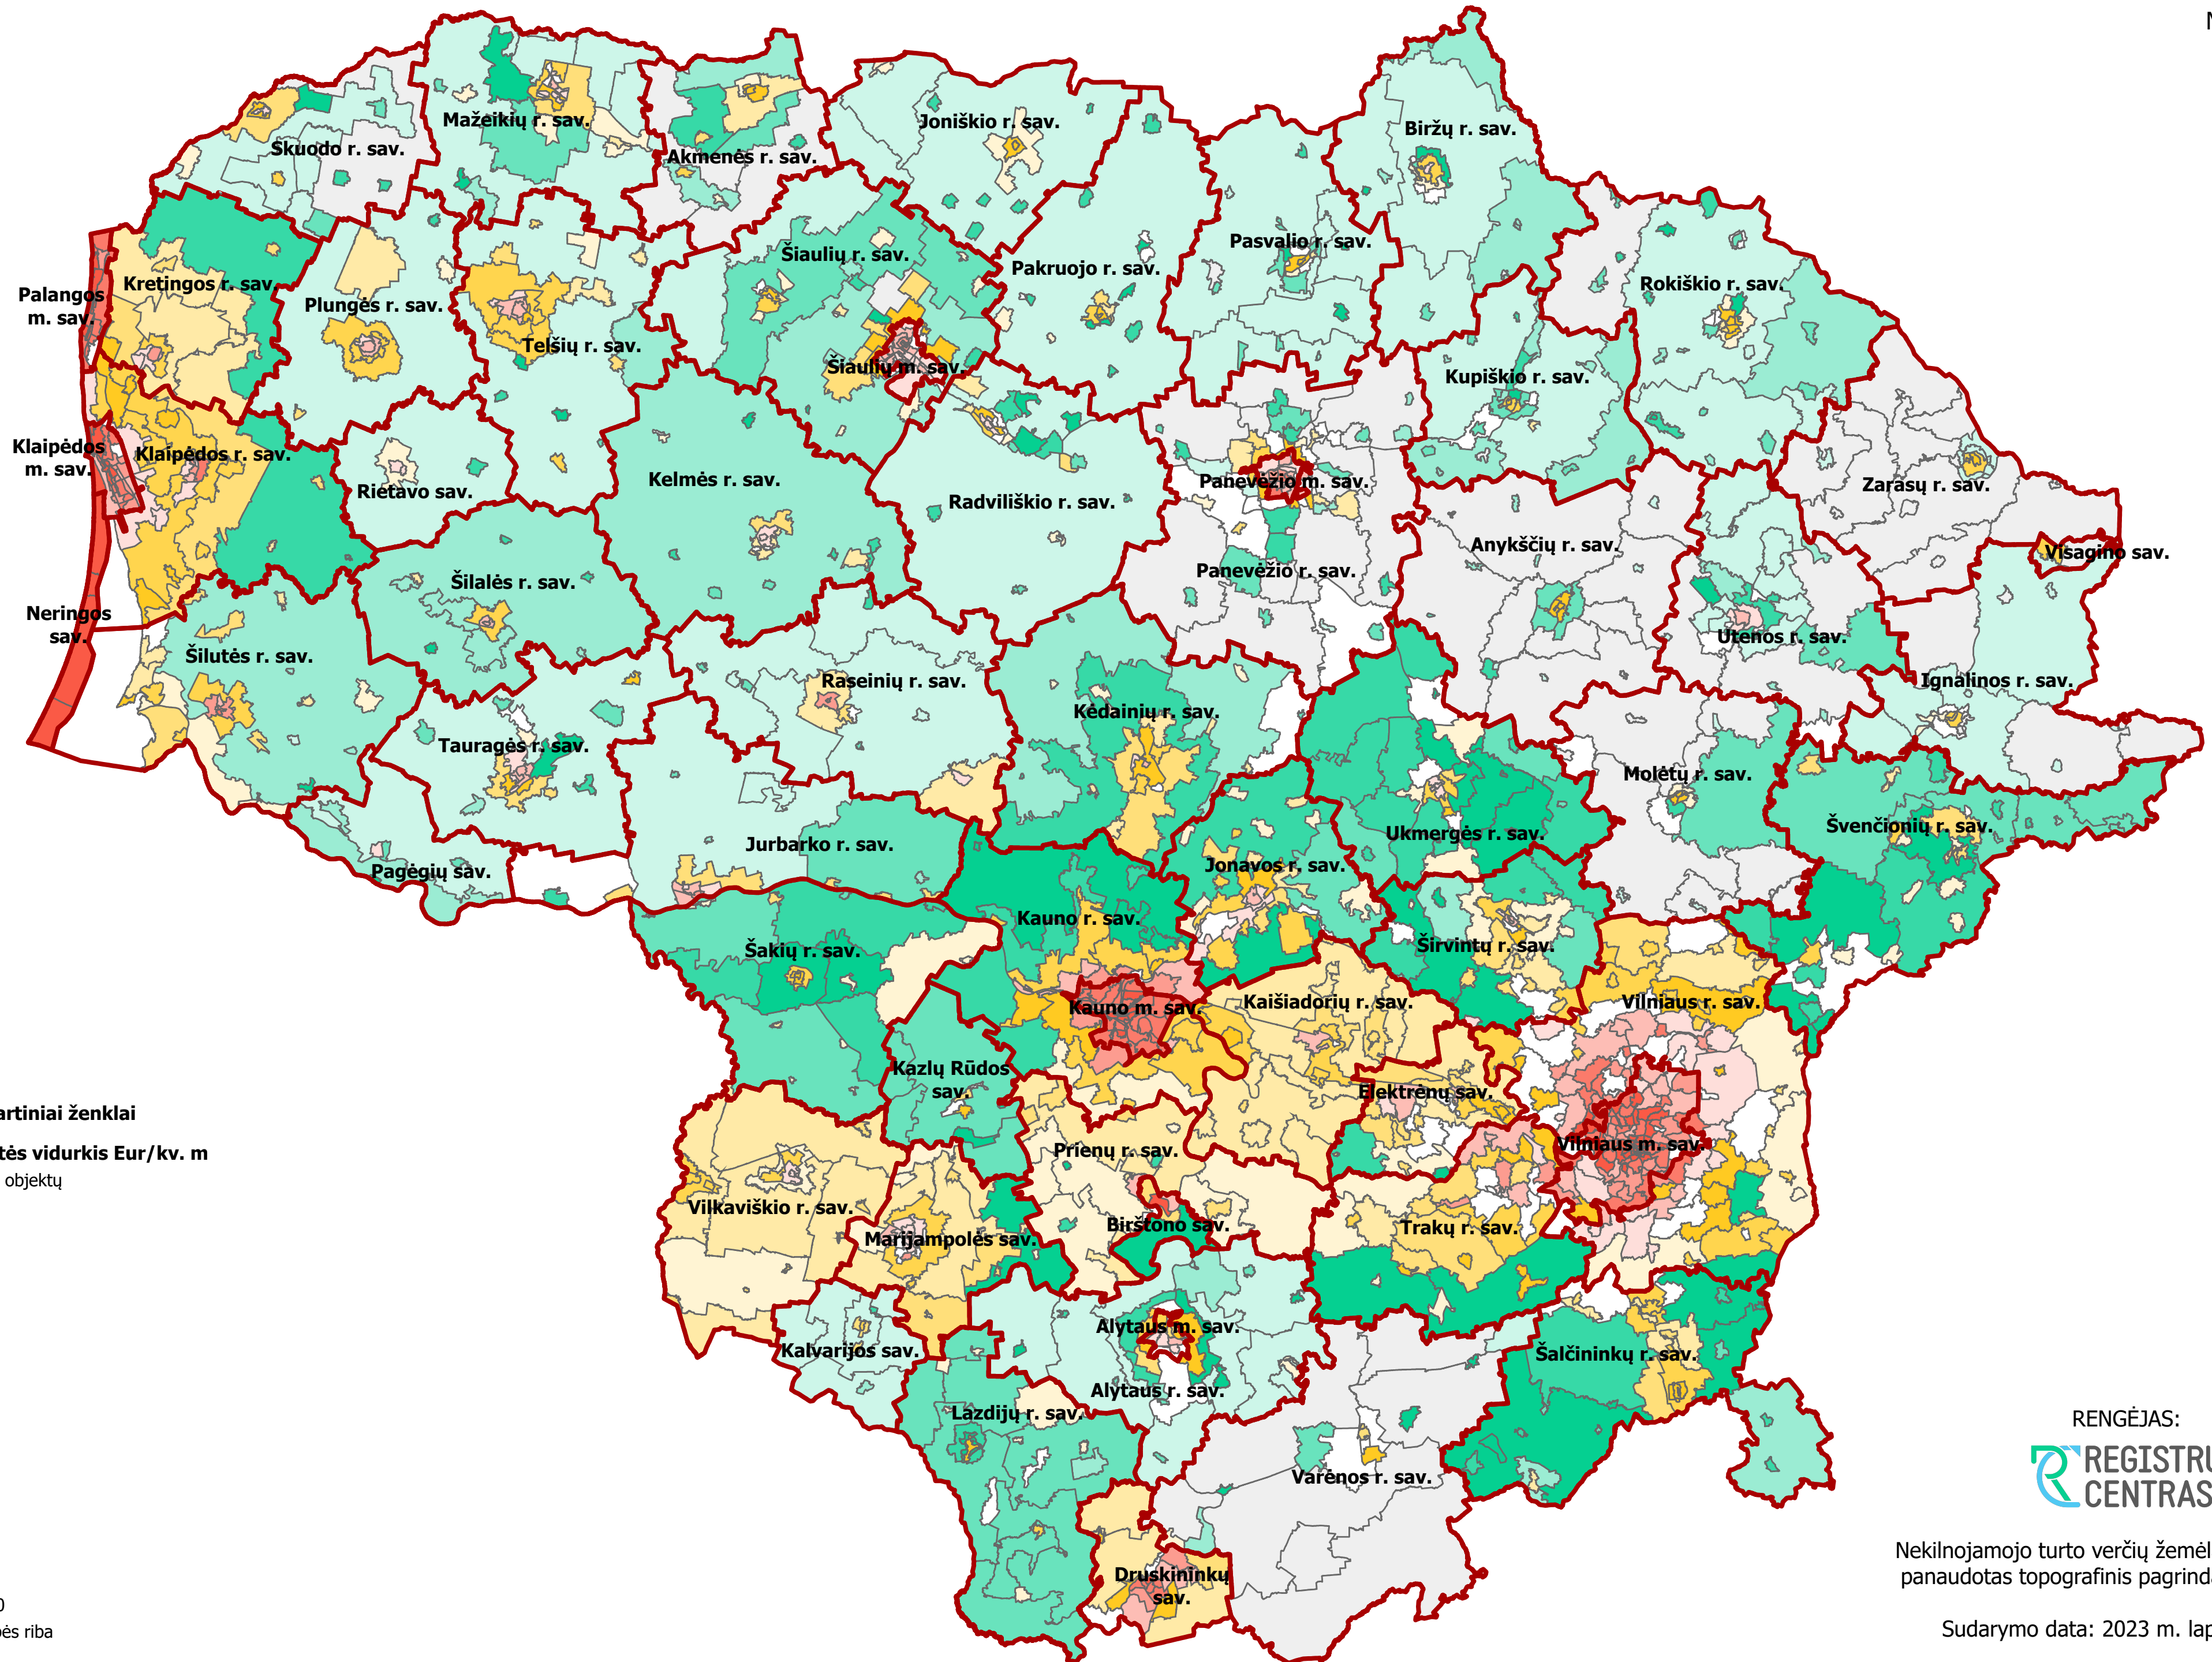 Mažeikių r. sav.
Skuodo r. sav.
Akmenės r. sav.
Joniškio r. sav.
Biržų r. sav.
Pasvalio r. sav.
Šiaulių r. sav.
Pakruojo r. sav.
Rokiškio r. sav.
Kretingos r. sav.
Palangos
m. sav.
Plungės r. sav.
Telšių r. sav.
Šiaulių m. sav.
Kupiškio r. sav.
Klaipėdos
m. sav.
Klaipėdos r. sav.
Rietavo sav.
Kelmės r. sav.
Radviliškio r. sav.
Panevėžio m. sav.
Zarasų r. sav.
Anykščių r. sav.
Visagino sav.
Panevėžio r. sav.
Šilalės r. sav.
Neringos
sav.
Utenos r. sav.
Šilutės r. sav.
Raseinių r. sav.
Ignalinos r. sav.
Kėdainių r. sav.
Tauragės r. sav.
Molėtų r. sav.
Švenčionių r. sav.
Ukmergės r. sav.
Jurbarko r. sav.
Jonavos r. sav.
Pagėgių sav.
Kauno r. sav.
Širvintų r. sav.
Šakių r. sav.
Kauno m. sav.
Kaišiadorių r. sav.
Vilniaus r. sav.
Kazlų Rūdos
sav.
Elektrėnų sav.
artiniai ženklai
Vilniaus m. sav.
tės vidurkis Eur/kv. m
Prienų r. sav.
objektų
Vilkaviškio r. sav.
Birštono sav.
Trakų r. sav.
Marijampolės sav.
Alytaus m. sav.
Kalvarijos sav.
Šalčininkų r. sav.
Alytaus r. sav.
Lazdijų r. sav.
RENGĖJAS:
REGISTRU
CENTRAS
Varėnos r. sav.
Nekilnojamojo turto verčių žemėl
panaudotas topografinis pagrinda
Druskininkų
sav.
0
ės riba
Sudarymo data: 2023 m. lap